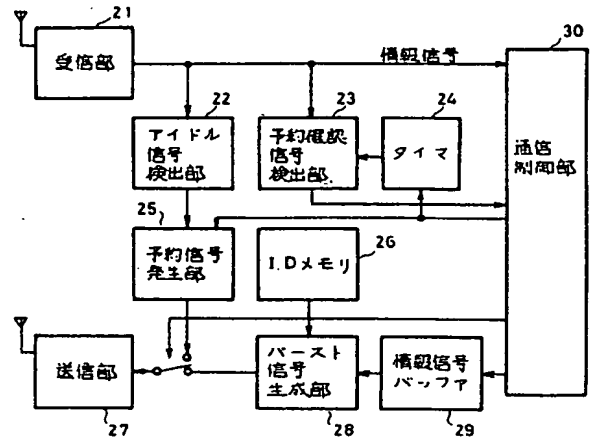 21
受信部
情報信号
30
通信
制御部
22
アイドル
信号
検出部
23
予約確認
信号
検出部
24
タイマ
25
予約信号
発生部
26
I.Dメモリ
送信部
27
バースト
信号
生成部
28
情報信号
バッファ
29